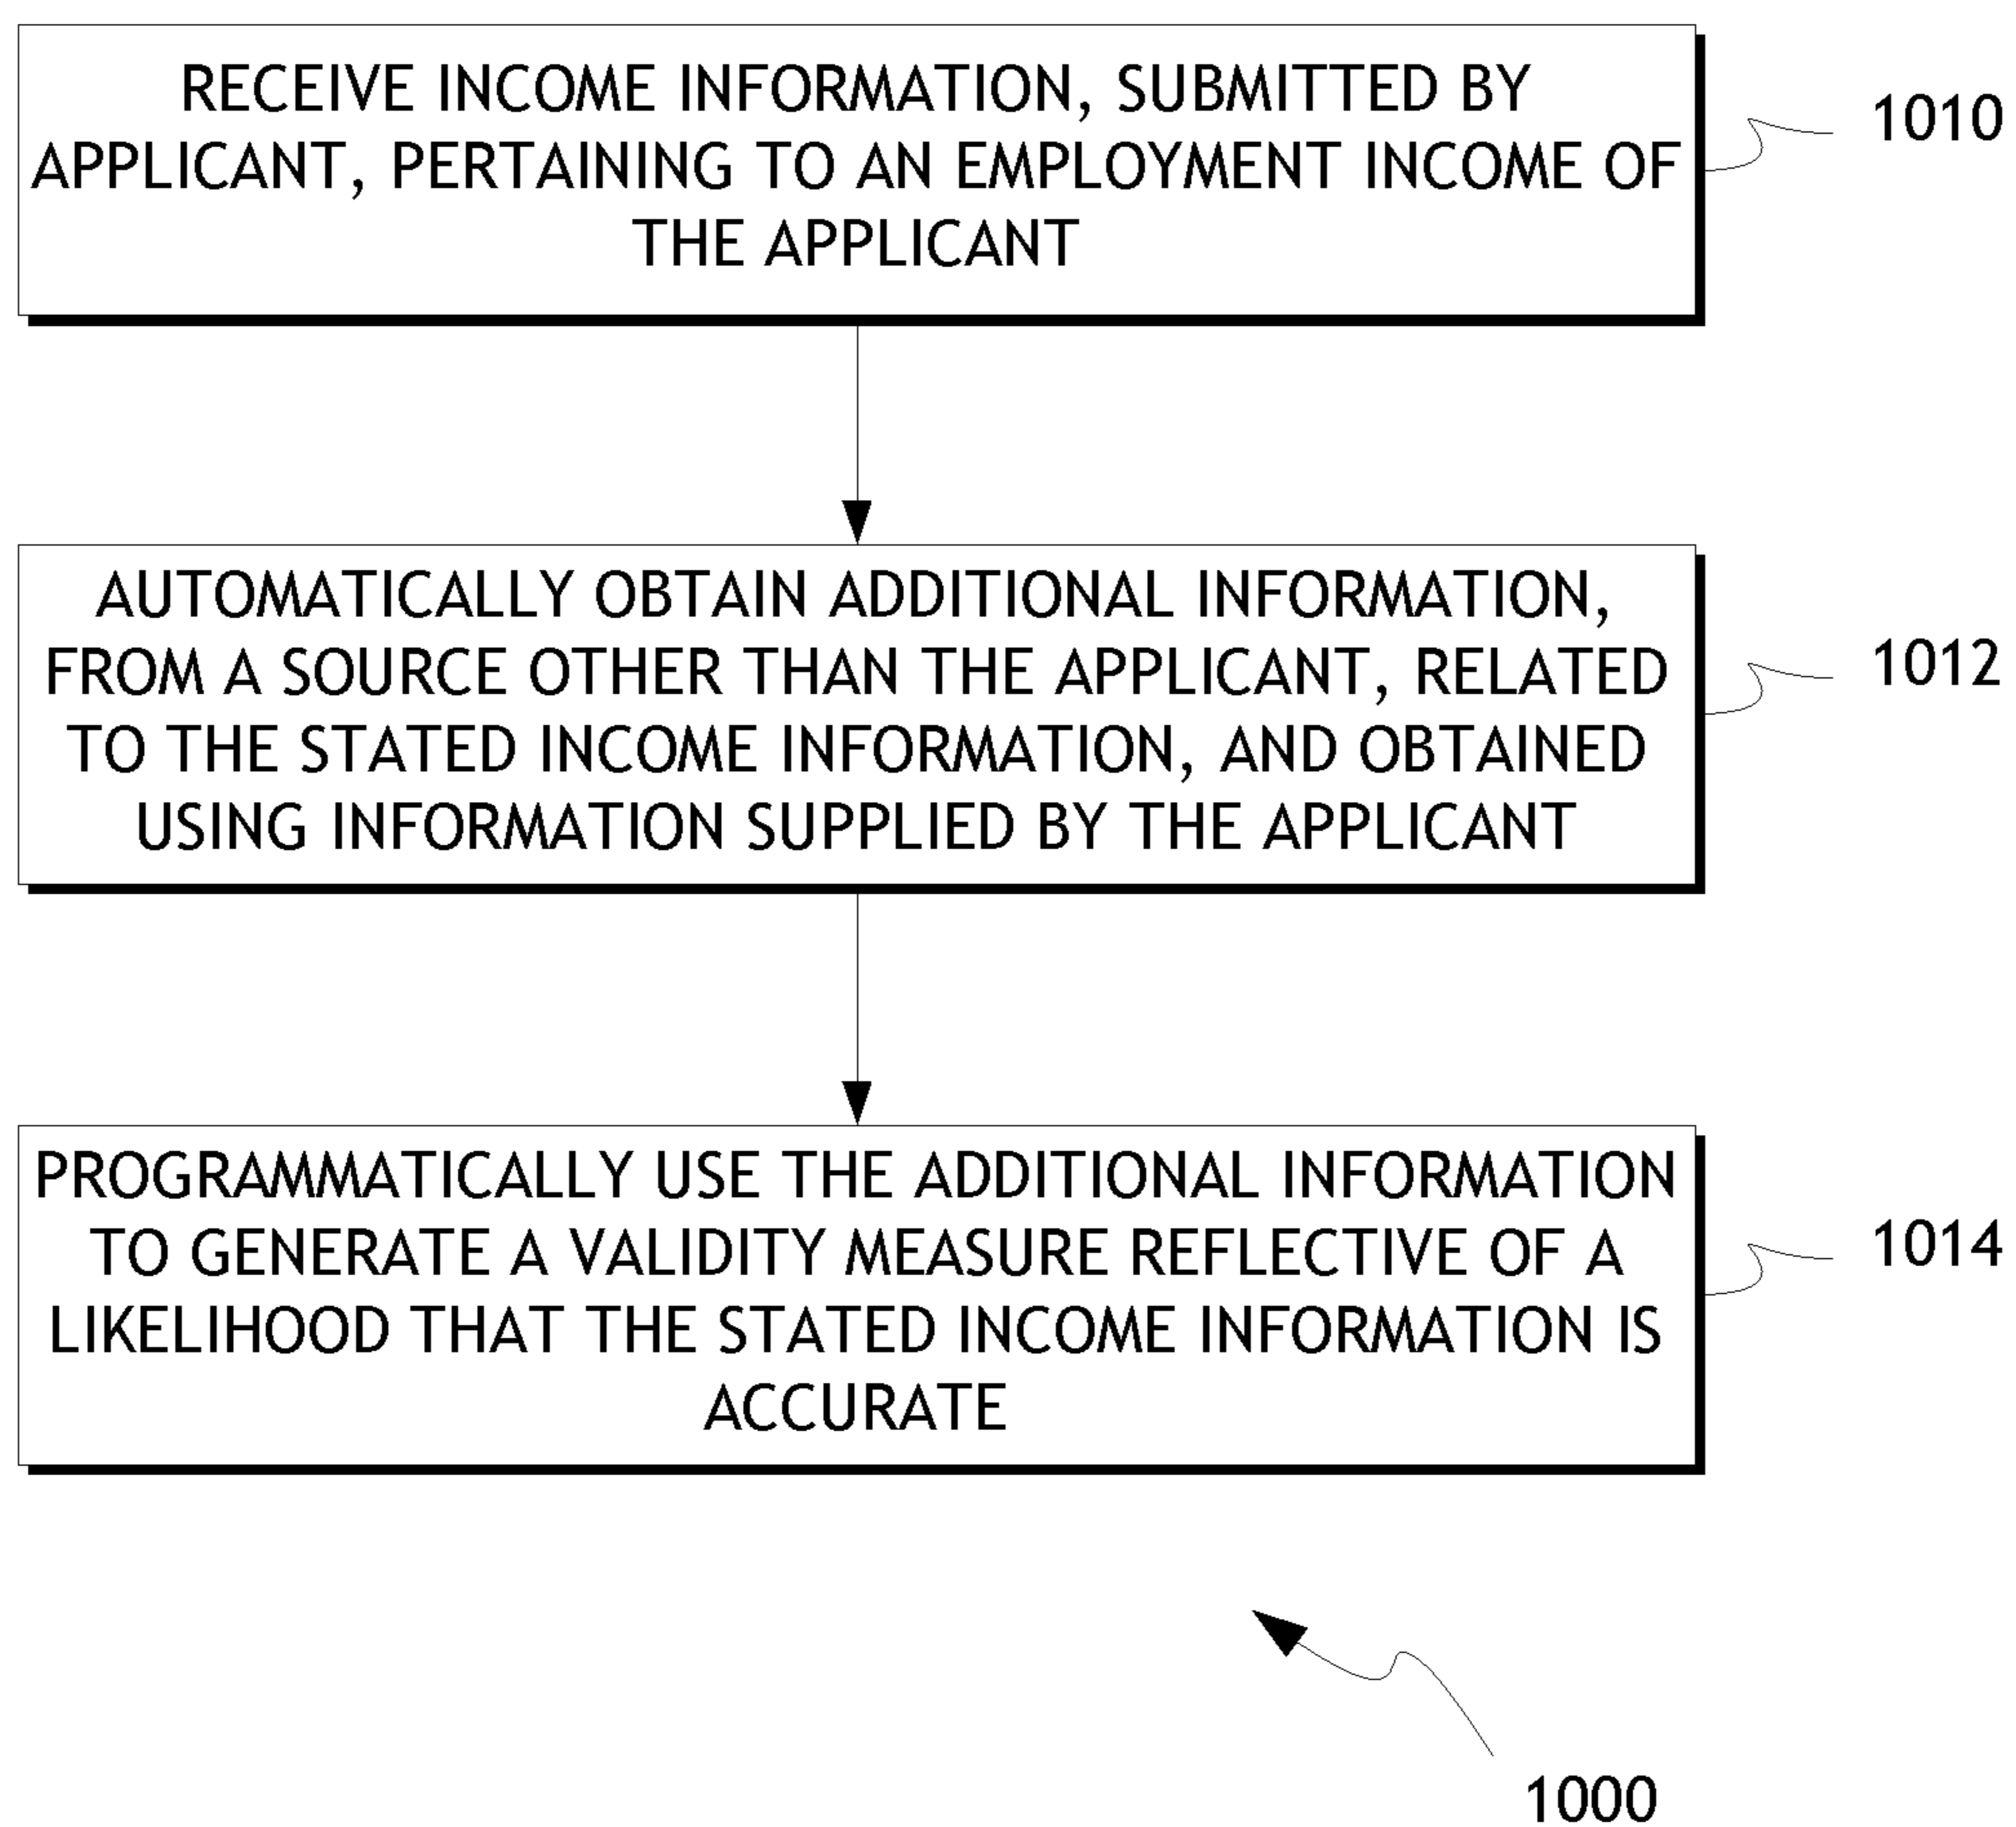 RECEIVE INCOME INFORMATION, SUBMITTED BY
APPLICANT, PERTAINING TO AN EMPLOYMENT INCOME OF
THE APPLICANT
1010
AUTOMATICALLY OBTAIN ADDITIONAL INFORMATION,
FROM A SOURCE OTHER THAN THE APPLICANT, RELATED
TO THE STATED INCOME INFORMATION, AND OBTAINED
USING INFORMATION SUPPLIED BY THE APPLICANT
1012
PROGRAMMATICALLY USE THE ADDITIONAL INFORMATION
TO GENERATE A VALIDITY MEASURE REFLECTIVE OF A
LIKELIHOOD THAT THE STATED INCOME INFORMATION IS
ACCURATE
1014
1000